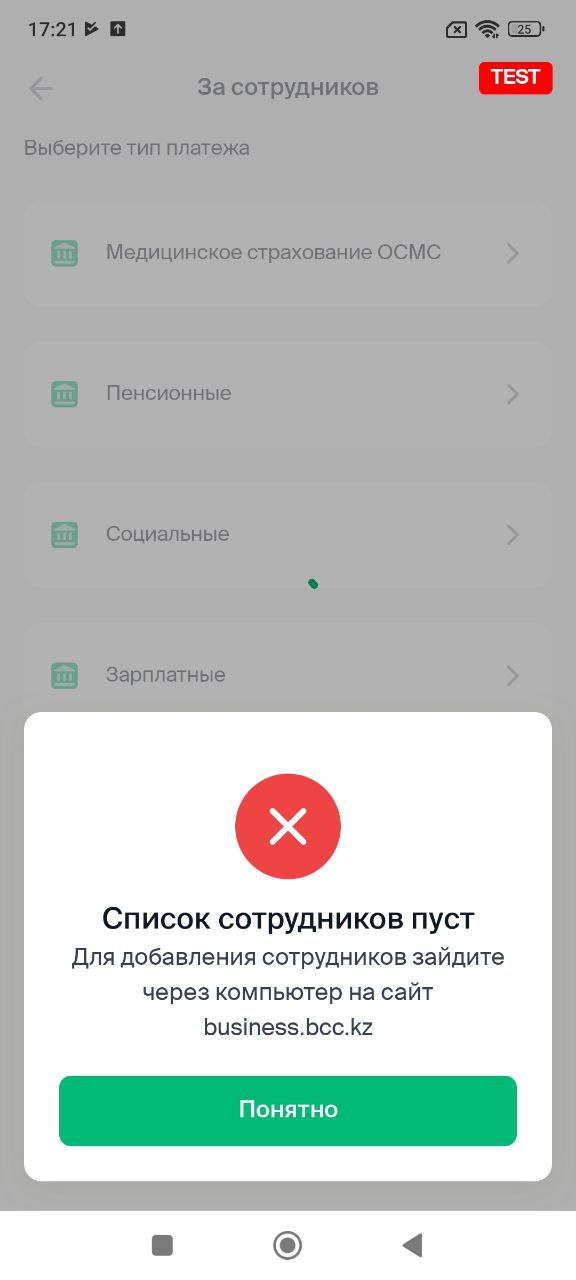 17:21
25
За сотрудников
TEST
Выберите тип платежа
Медицинское страхование ОСМС
Пенсионные
Социальные
Зарплатные
Список сотрудников пуст
Для добавления сотрудников зайдите
через компьютер на сайт
business.bcc.kz
Понятно